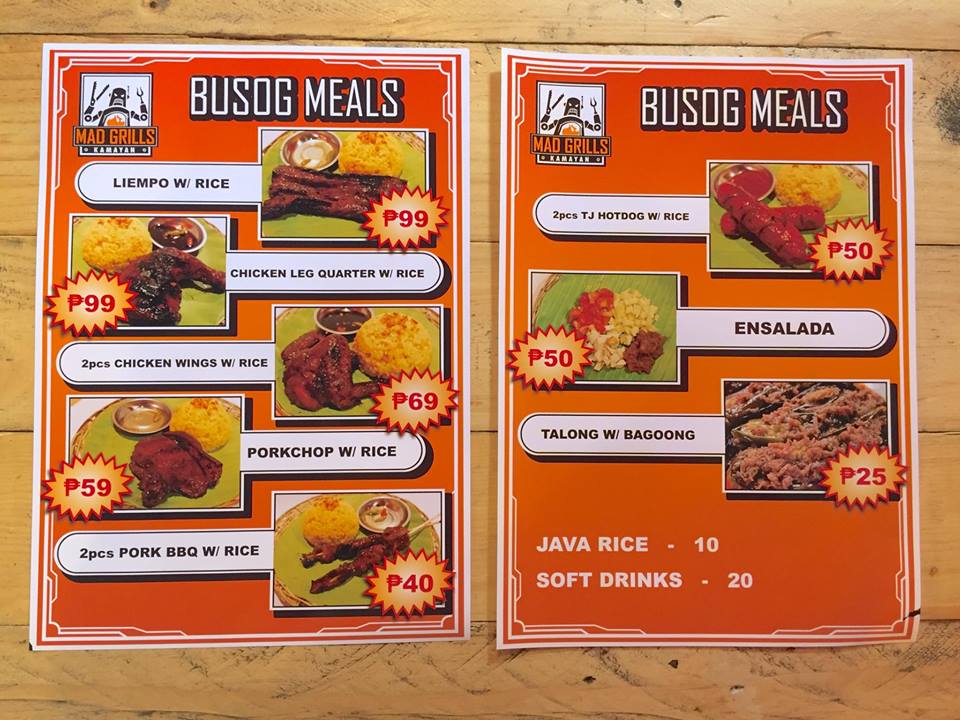 MAD GRILLS
KAMAYAN
BUSOG MEALS
LIEMPO W/ RICE
₱99
CHICKEN LEG QUARTER W/ RICE
₱99
2pcs CHICKEN WINGS W/ RICE
₱69
PORKCHOP W/ RICE
₱59
2pcs PORK BBQ W/ RICE
₱40
MAD GRILLS
KAMAYAN
BUSOG MEALS
2pcs TJ HOTDOG W/ RICE
₱50
ENSALADA
₱50
TALONG W/ BAGOONG
₱25
JAVA RICE - 10
SOFT DRINKS - 20